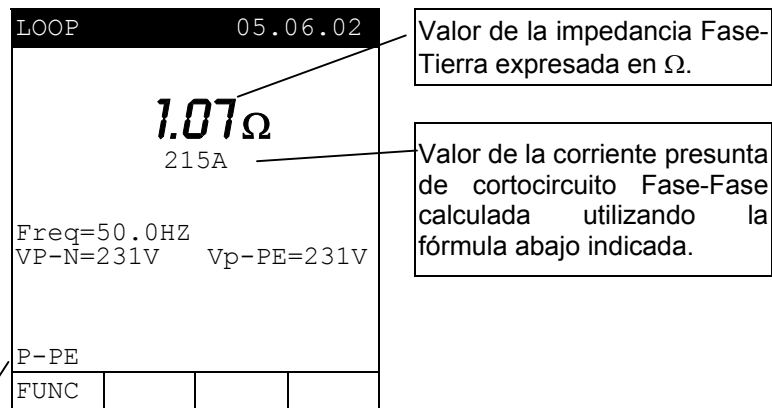 LOOP 05.06.02
1.07Ω
215A
Freq=50.0HZ
VP-N=231V Vp-PE=231V
P-PE
FUNC
Valor de la impedancia Fase-
Tierra expresada en Ω.
Valor de la corriente presunta
de cortocircuito Fase-Fase
calculada utilizando la
fórmula abajo indicada.